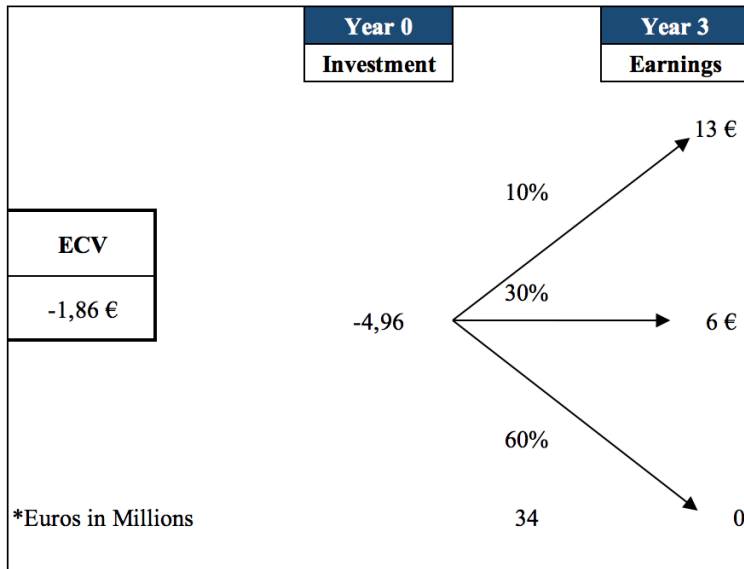 Year 0 Year 3
Investment Earnings
13 €
10%
ECV
30%
-1,86 € -4,96 6 €
60%
*Euros in Millions 34 0